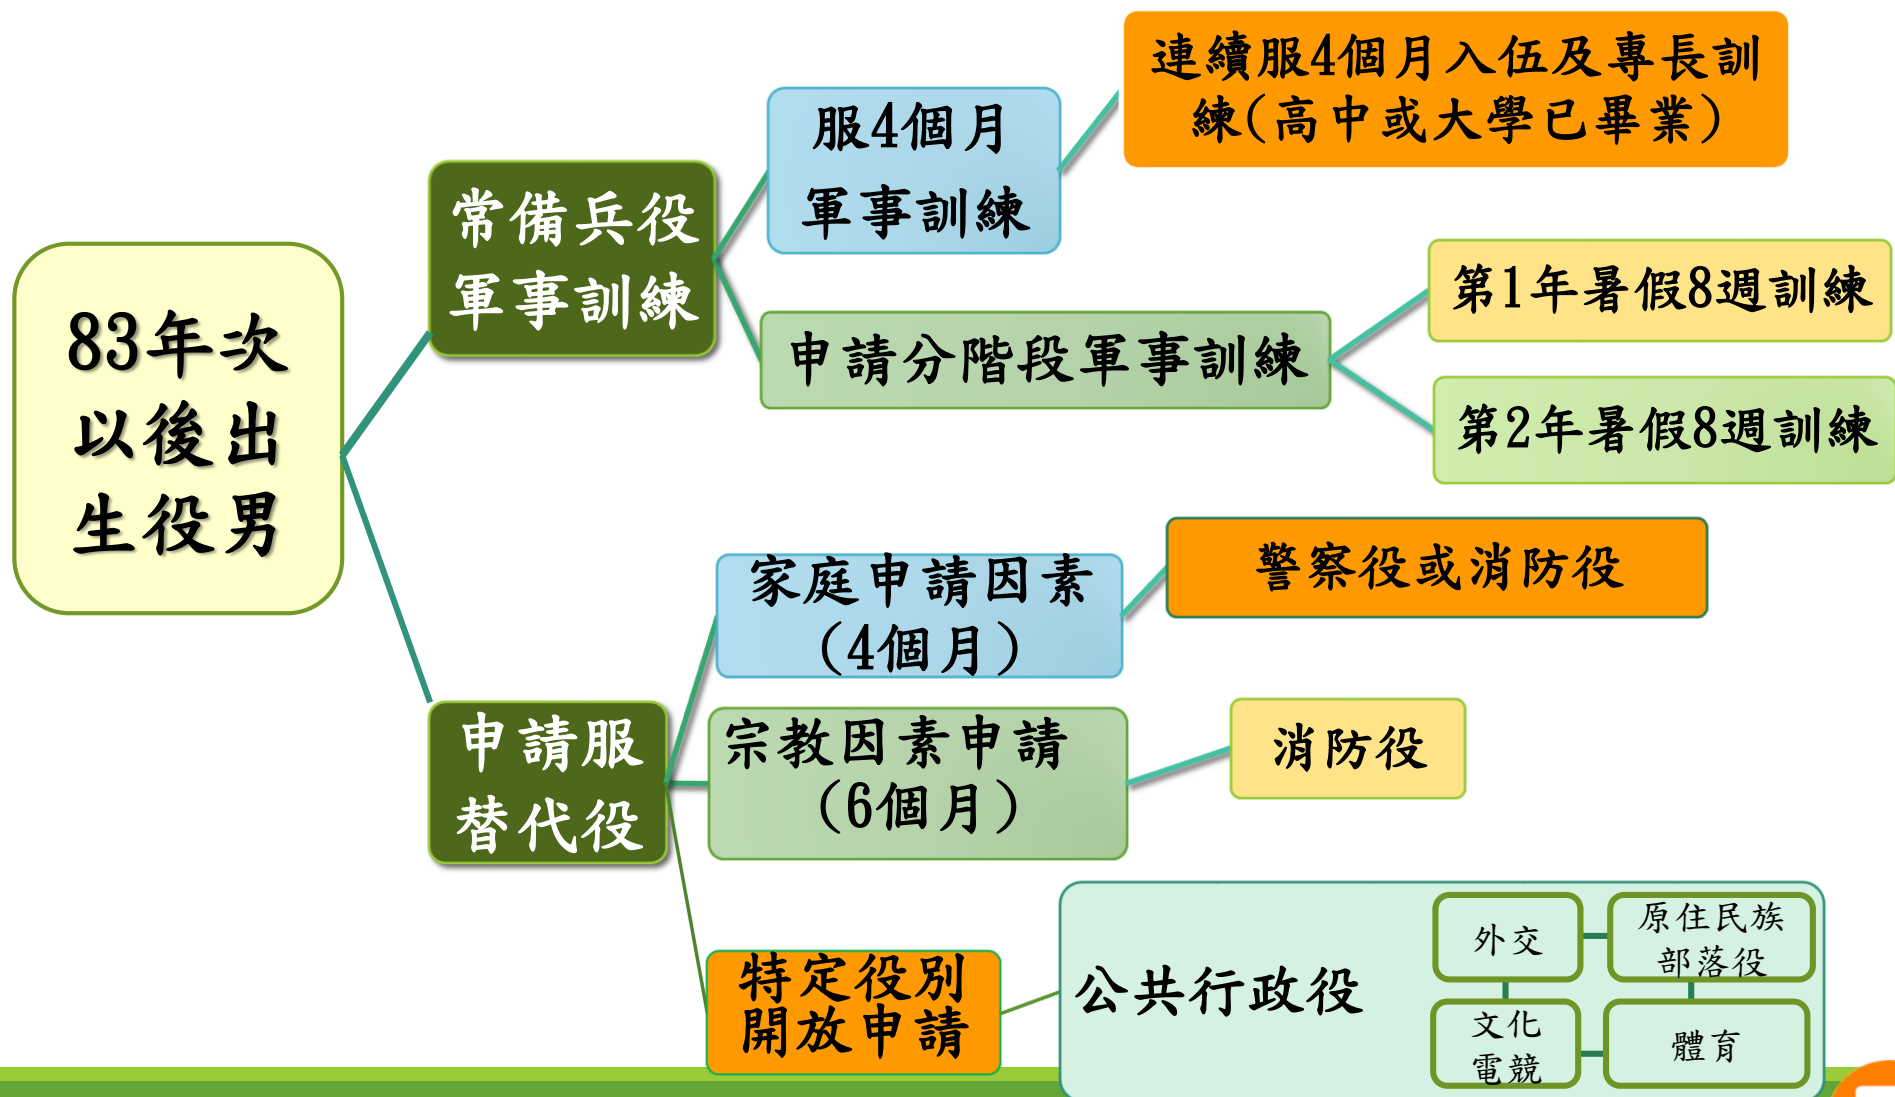 83年次
以後出
生役男
常備兵役
軍事訓練
服4個月
軍事訓練
連續服4個月入伍及專長訓
練(高中或大學已畢業)
申請分階段軍事訓練
第1年暑假8週訓練
第2年暑假8週訓練
申請服
替代役
家庭申請因素
(4個月)
警察役或消防役
宗教因素申請
(6個月)
消防役
特定役別
開放申請
公共行政役
外交
原住民族
部落役
文化
電競
體育